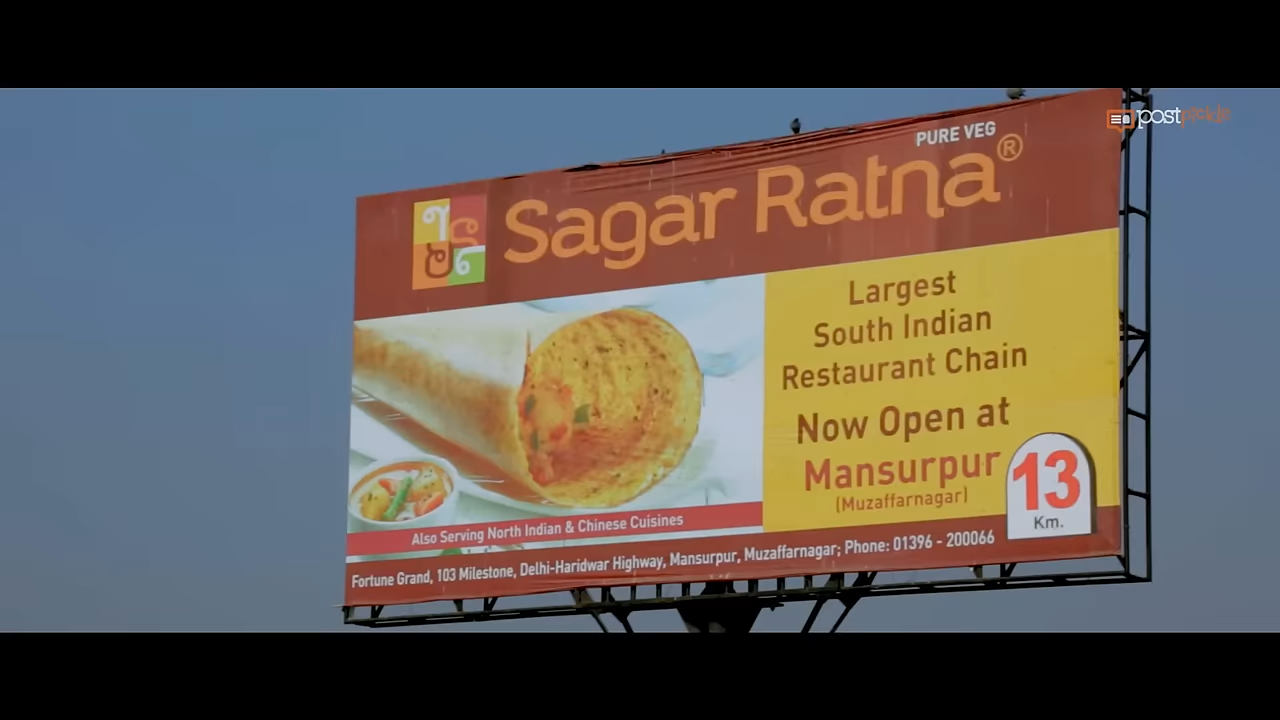 postpickle
PURE VEG
Sagar Ratna®
Largest
South Indian
Restaurant Chain
Now Open at
Mansurpur
(Muzaffarnagar)
13
Km.
Also Serving North Indian & Chinese Cuisines
Fortune Grand, 103 Milestone, Delhi-Haridwar Highway, Mansurpur, Muzaffarnagar; Phone: 01396 - 200066